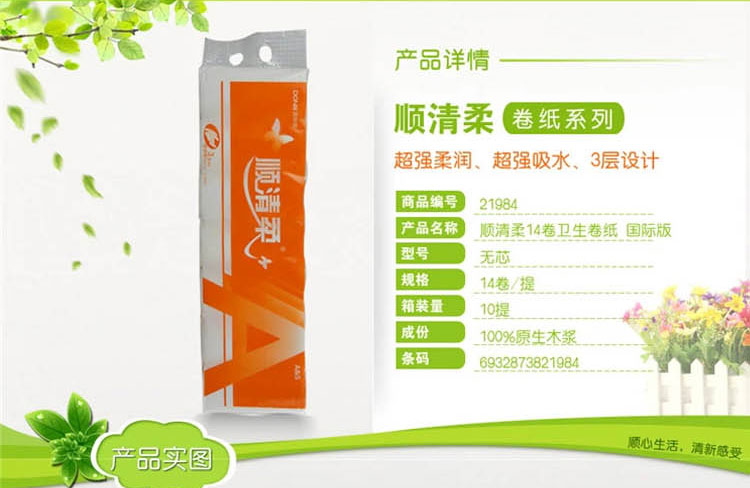 产品详情
顺清柔 卷纸系列
超强柔润、超强吸水、3层设计
商品编号 21984
产品名称 顺清柔14卷卫生卷纸 国际版
型号 无芯
规格 14卷/提
箱装量 10提
成份 100%原生木浆
条码 6932873821984
顺清柔
A
A&S
产品实图
顺心生活，清新感受